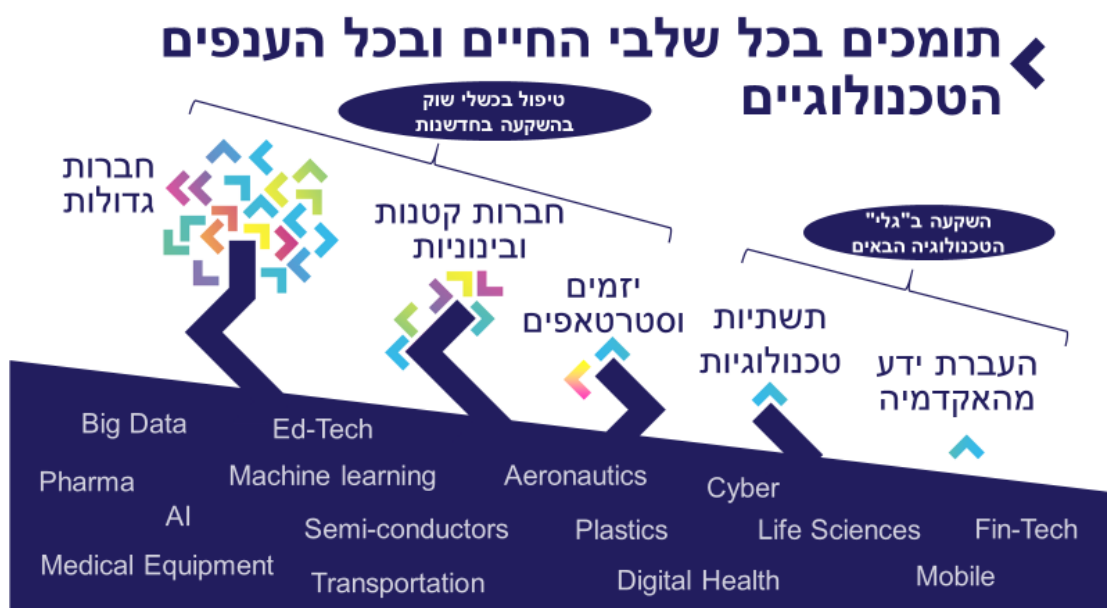 תומכים בכל שלבי החיים ובכל הענפים
הטכנולוגיים
טיפול בכשלי שוק
בהשקעה בחדשנות
השקעה ב"גלי"
הטכנולוגיה הבאים
העברת ידע
מהאקדמיה
תשתיות
טכנולוגיות
יזמים
וסטרטאפים
חברות קטנות
ובינוניות
חברות
גדולות
Big Data
Ed-Tech
Pharma
Machine learning
Aeronautics
Cyber
AI
Semi-conductors
Plastics
Life Sciences
Fin-Tech
Medical Equipment
Transportation
Digital Health
Mobile